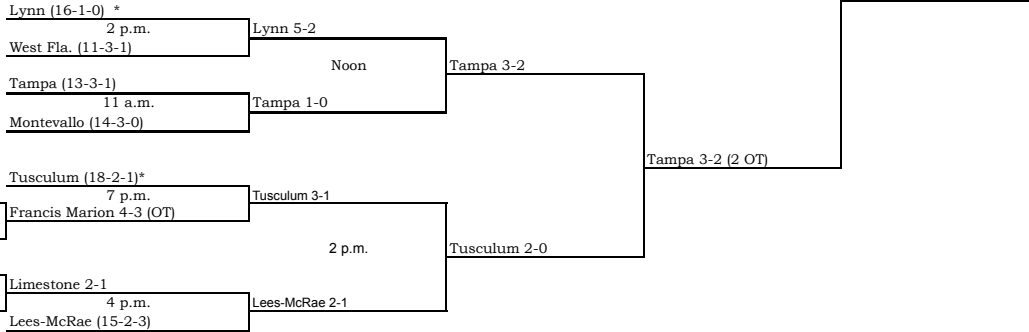 Lynn (16-1-0)  *
2 p.m.
Lynn 5-2
West Fla. (11-3-1)
Noon
Tampa 3-2
Tampa (13-3-1)
11 a.m.
Tampa 1-0
Montevallo (14-3-0)
Tampa 3-2 (2 OT)
Tusculum (18-2-1)*
7 p.m.
Tusculum 3-1
Francis Marion 4-3 (OT)
2 p.m.
Tusculum 2-0
Limestone 2-1
4 p.m.
Lees-McRae 2-1
Lees-McRae (15-2-3)